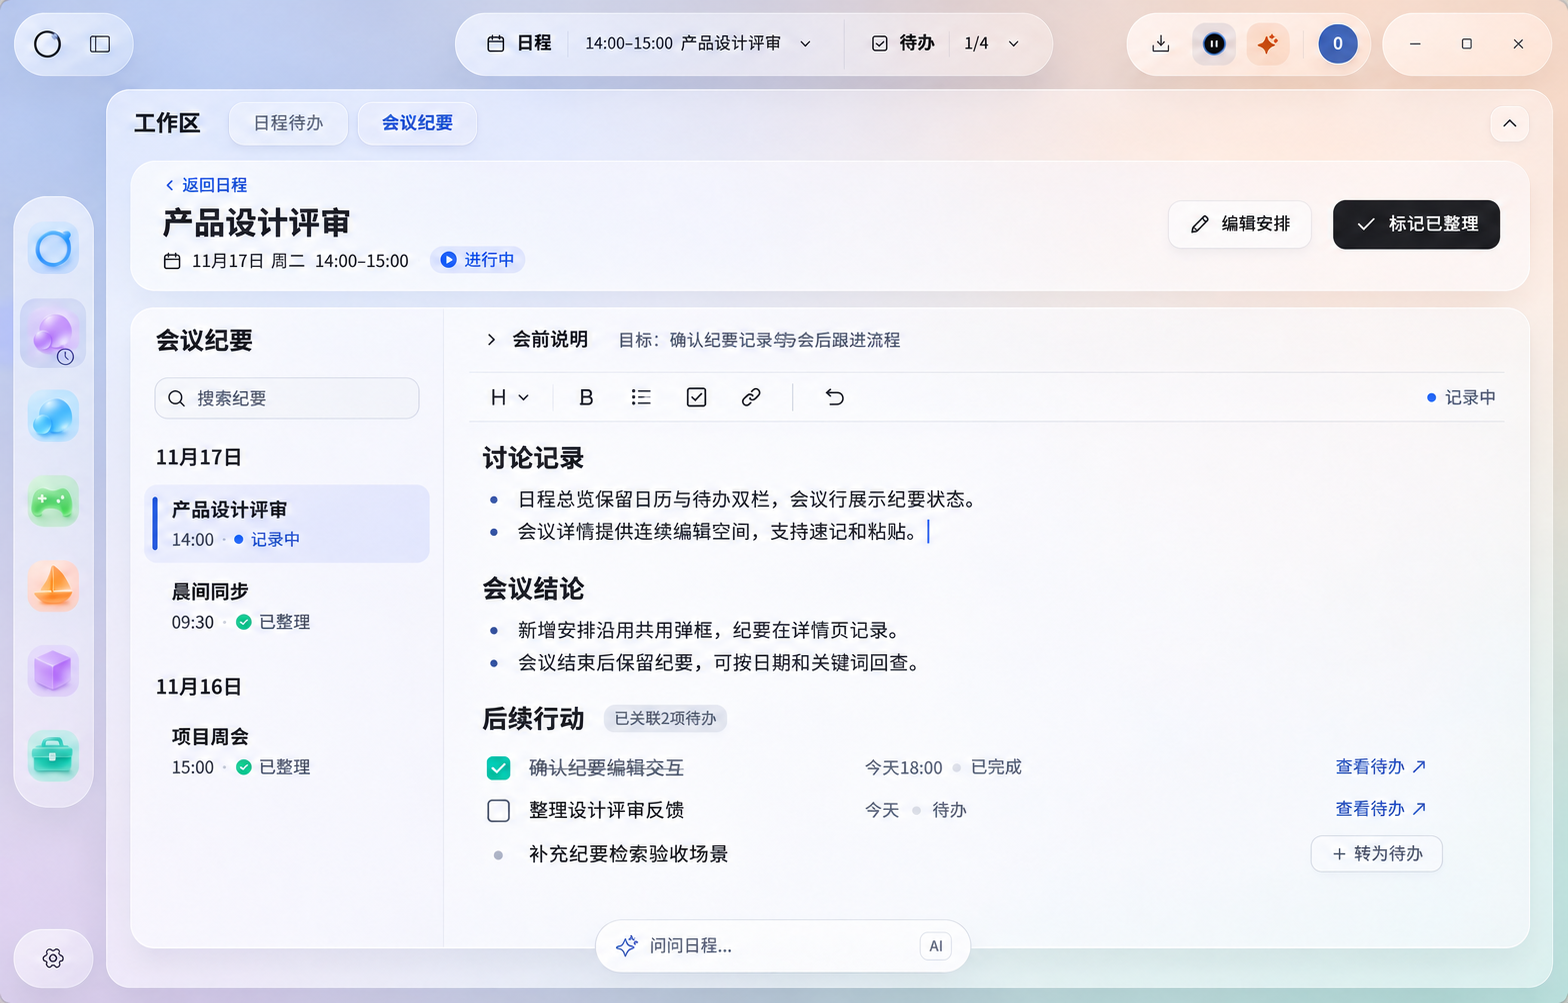 日程 14:00–15:00 产品设计评审 待办 1/4 0
工作区 日程待办 会议纪要
返回日程
产品设计评审
11月17日 周二 14:00–15:00 进行中
编辑安排 标记已整理
会议纪要
搜索纪要
11月17日
产品设计评审
14:00 · 记录中
晨间同步
09:30 · 已整理
11月16日
项目周会
15:00 · 已整理
会前说明 目标：确认纪要记录与会后跟进流程
H B 记录中
讨论记录
• 日程总览保留日历与待办双栏，会议行展示纪要状态。
• 会议详情提供连续编辑空间，支持速记和粘贴。
会议结论
• 新增安排沿用共用弹框，纪要在详情页记录。
• 会议结束后保留纪要，可按日期和关键词回查。
后续行动 已关联2项待办
确认纪要编辑交互 今天18:00 已完成 查看待办 ↗
整理设计评审反馈 今天 待办 查看待办 ↗
• 补充纪要检索验收场景 + 转为待办
问问日程... AI